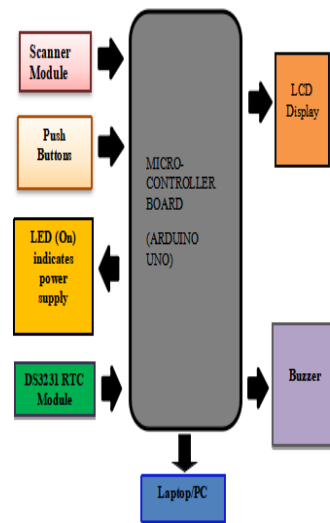 Scanner
Module
Push
Buttons
LED (On)
indicates
power
supply
DS3231 RTC
Module
MICRO-
CONTROLLER
BOARD
(ARDUINO
UNO)
LCD
Display
Buzzer
Laptop/PC